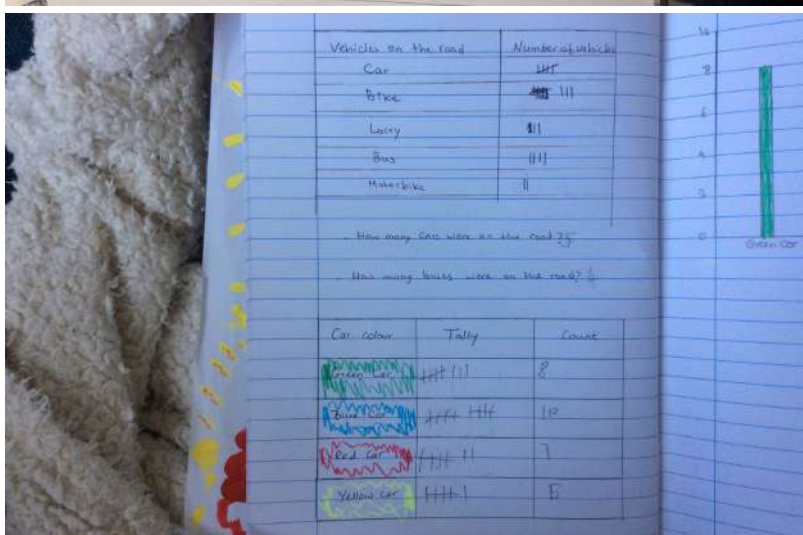 Vehicles on the road Number of vehicles
Car
Bike
Lorry
Bus
Motorbike
How many cars were on the road? 5
How many buses were on the road? 4
Car colour Tally Count
Green Car 8
Blue Car 10
Red Car 7
Yellow car 6
10
8
6
4
2
0
Green car